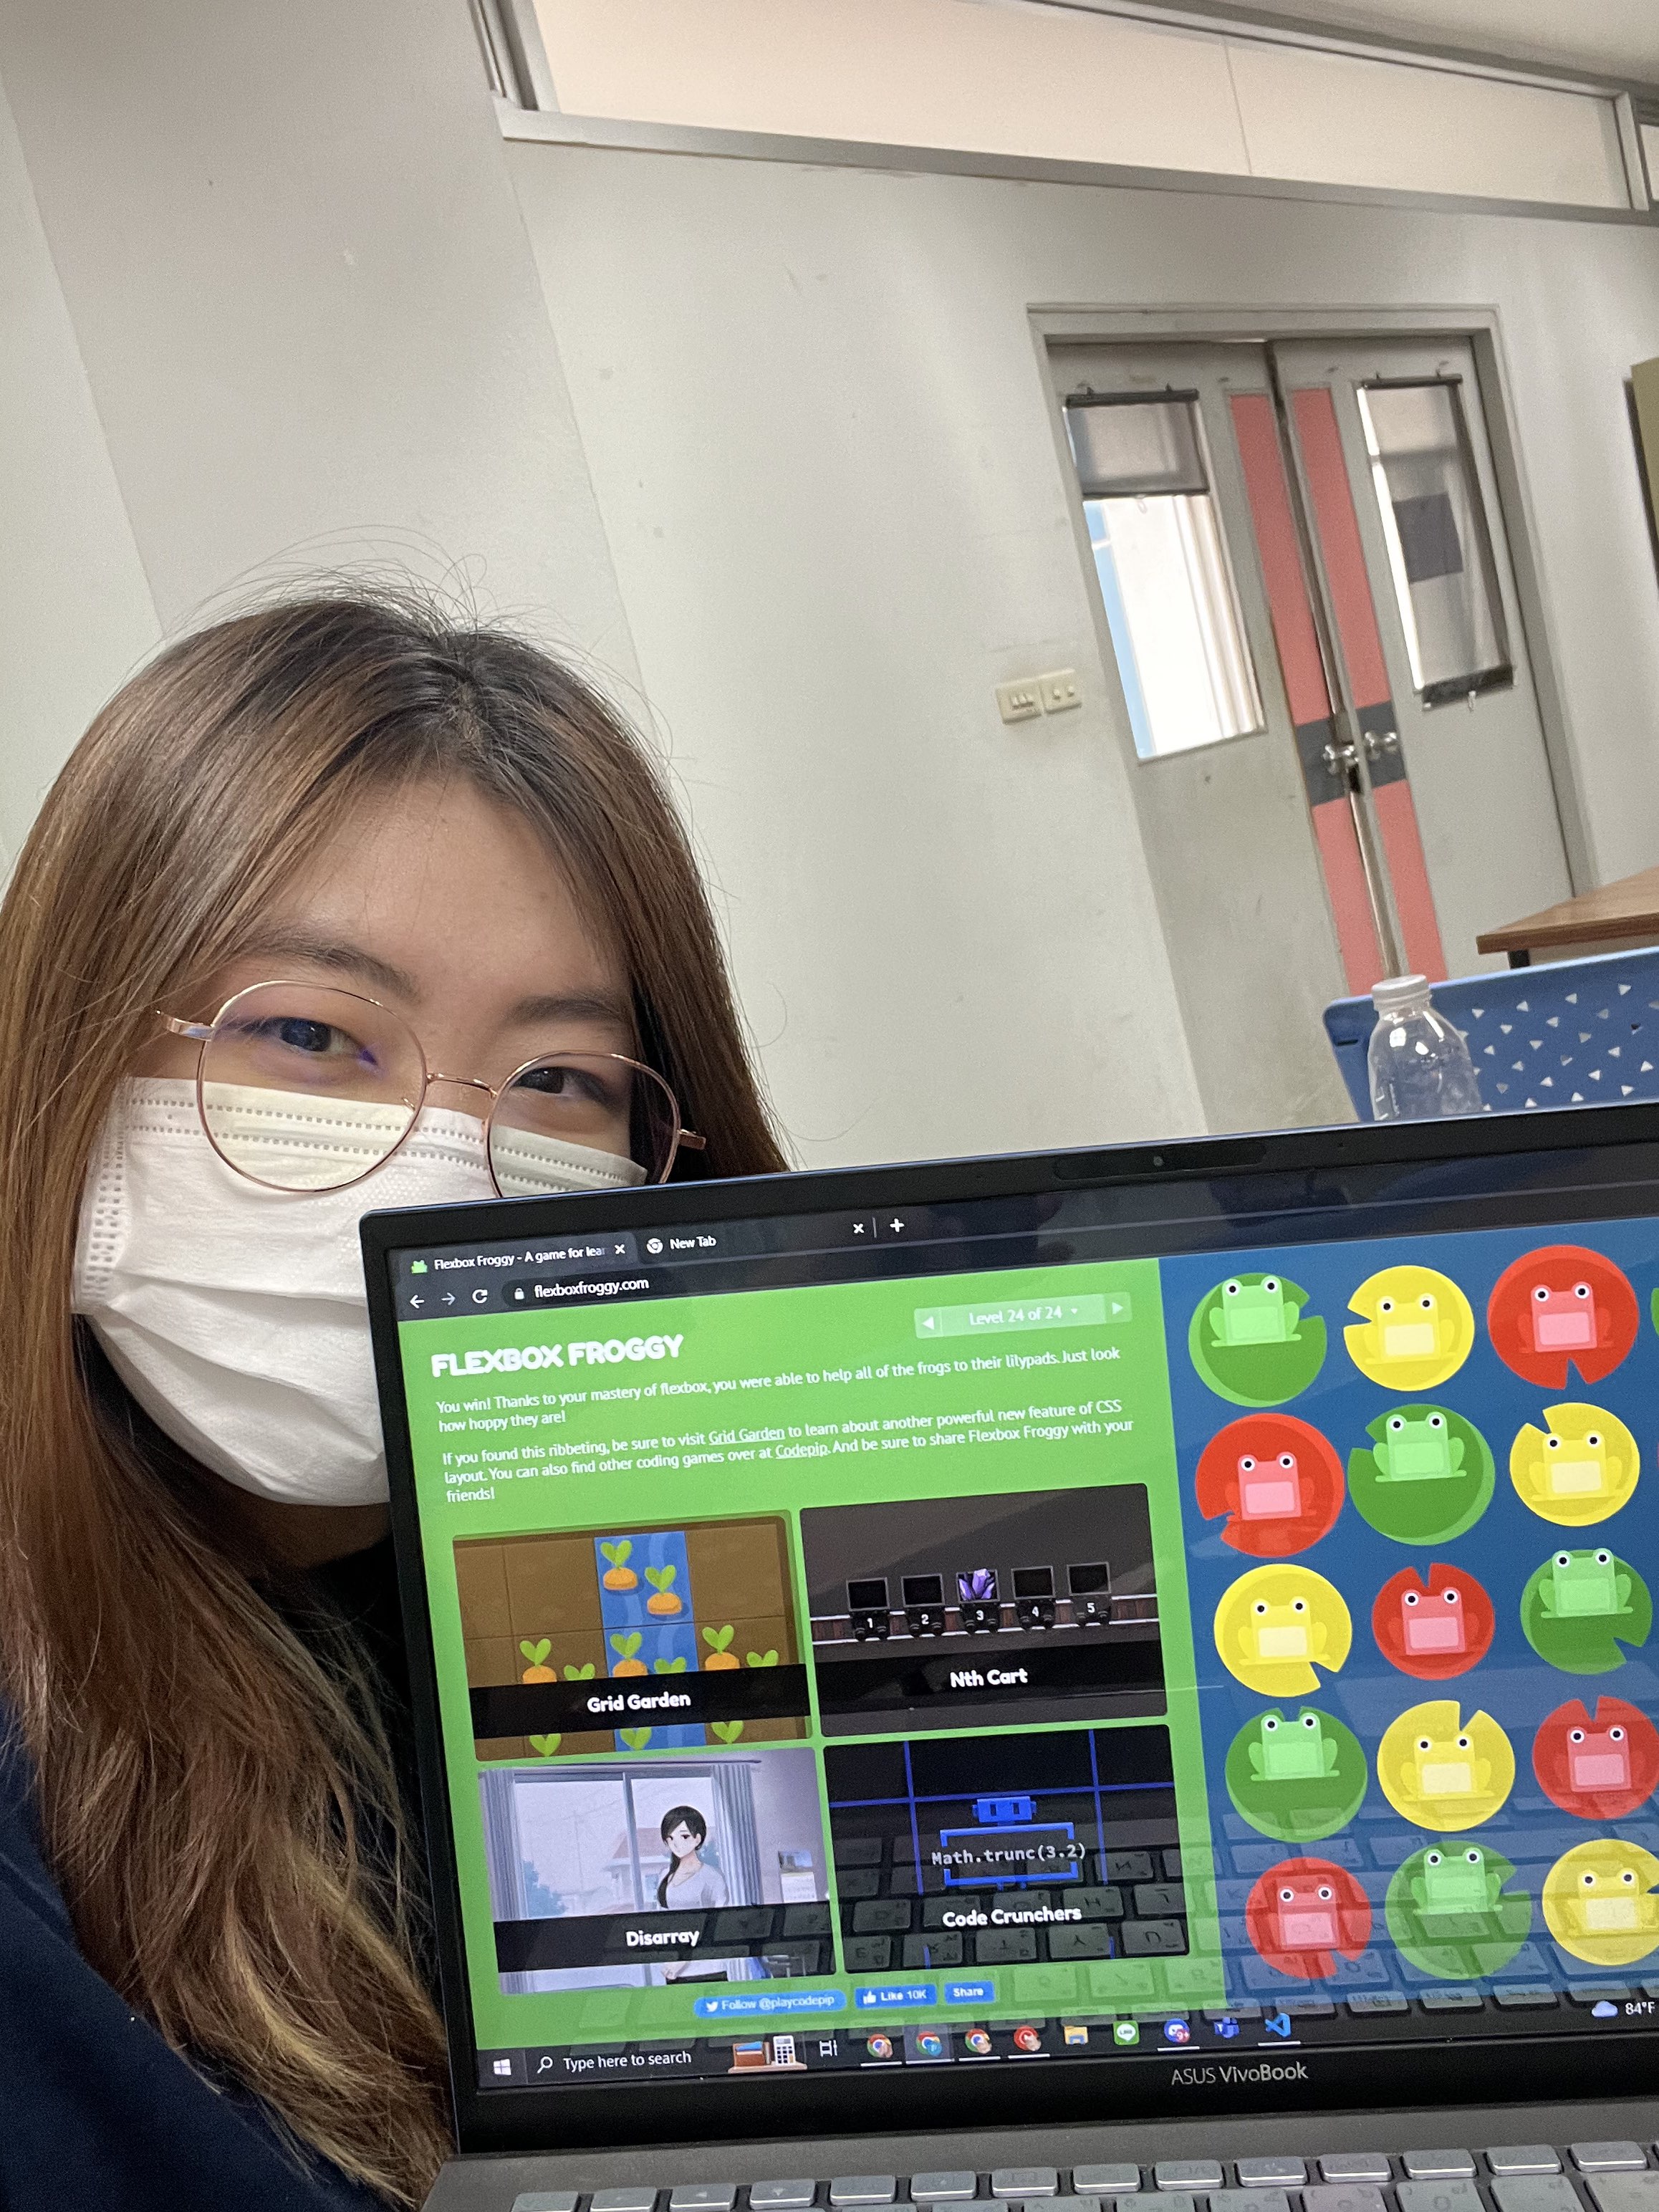 Flexbox Froggy - A game for lear
New Tab
flexboxfroggy.com
Level 24 of 24
FLEXBOX FROGGY
You win! Thanks to your mastery of flexbox, you were able to help all of the frogs to their lilypads. Just look
how hoppy they are!
If you found this ribbeting, be sure to visit Grid Garden to learn about another powerful new feature of CSS
layout. You can also find other coding games over at Codepip. And be sure to share Flexbox Froggy with your
friends!
1 2 3 4 5
Grid Garden
Nth Cart
Math.trunc(3.2)
Disarray
Code Crunchers
Follow @playcodepip
Like 10K
Share
Type here to search
84°F
ASUS VivoBook